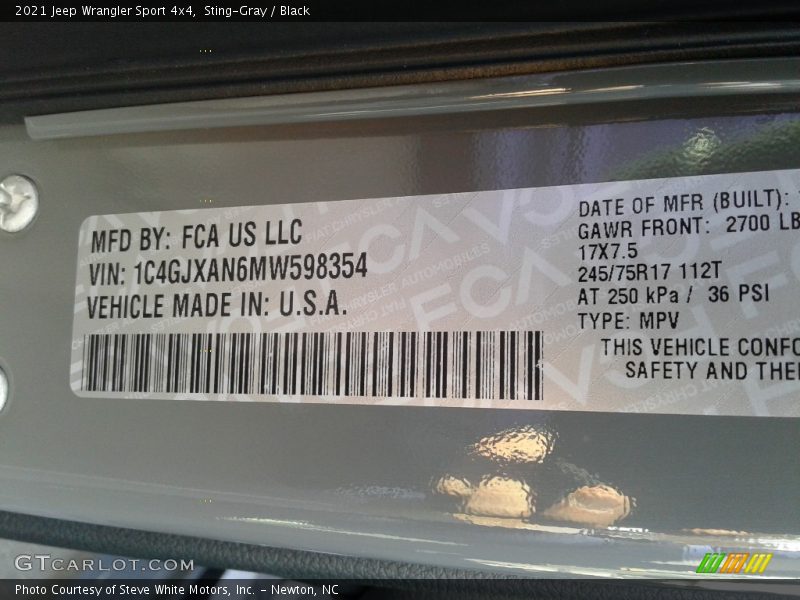 2021 Jeep Wrangler Sport 4x4,  Sting-Gray / Black
MFD BY: FCA US LLC
VIN: 1C4GJXAN6MW598354
VEHICLE MADE IN: U.S.A.
DATE OF MFR (BUILT):
GAWR FRONT: 2700 LB
17X7.5
245/75R17 112T
AT 250 kPa / 36 PSI
TYPE: MPV
THIS VEHICLE CONFO
SAFETY AND THE
GTCARLOT.COM
Photo Courtesy of Steve White Motors, Inc. - Newton, NC